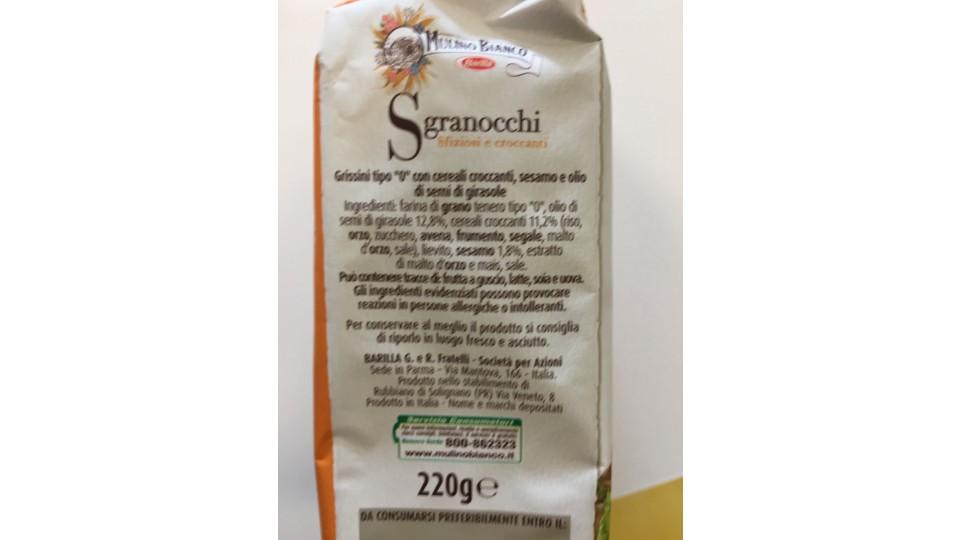 MULINO BIANCO
Barilla
Sgranocchi
Sfiziosi e croccanti
Grissini tipo "0" con cereali croccanti, sesamo e olio
di semi di girasole
Ingredienti: farina di grano tenero tipo "0", olio di
semi di girasole 12,8%, cereali croccanti 11,2% (riso,
orzo, zucchero, avena, frumento, segale, malto
d'orzo, sale), lievito, sesamo 1,8%, estratto
di malto d'orzo e mais, sale.
Può contenere tracce di: frutta a guscio, latte, soia e uova.
Gli ingredienti evidenziati possono provocare
reazioni in persone allergiche o intolleranti.
Per conservare al meglio il prodotto si consiglia
di riporlo in luogo fresco e asciutto.
BARILLA G. e R. Fratelli - Società per Azioni
Sede in Parma - Via Mantova, 166 - Italia.
Prodotto nello stabilimento di
Rubbiano di Solignano (PR) Via Veneto, 8
Prodotto in Italia - Nome e marchi depositati
Servizio Consumatori
Numero Verde 800-862323
www.mulinobianco.it
220g e
DA CONSUMARSI PREFERIBILMENTE ENTRO IL: